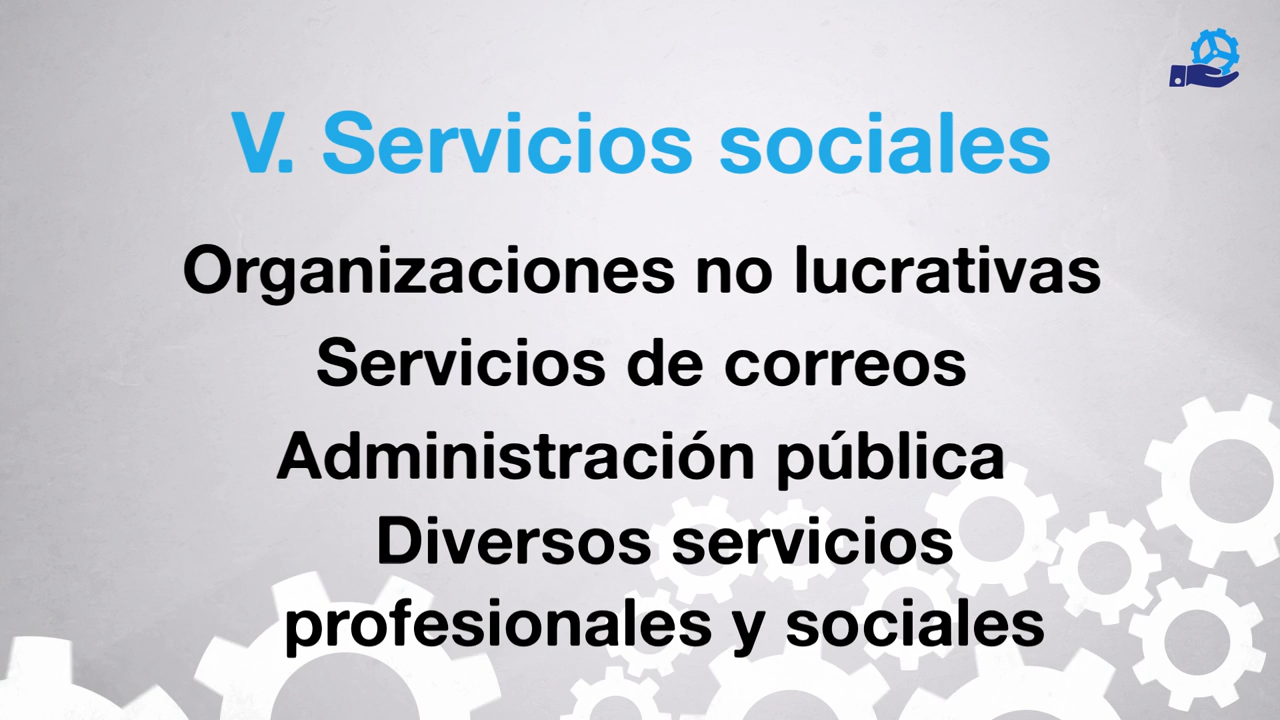 V. Servicios sociales
Organizaciones no lucrativas
Servicios de correos
Administración pública
Diversos servicios
profesionales y sociales